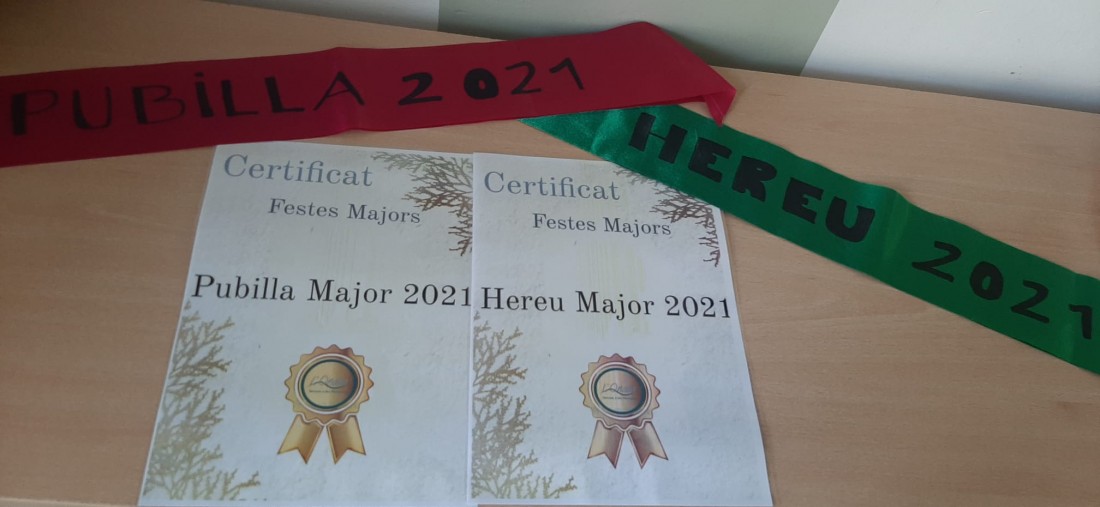 PUBILLA 2021
HEREU 2021
Certificat
Festes Majors
Pubilla Major 2021
Certificat
Festes Majors
Hereu Major 2021